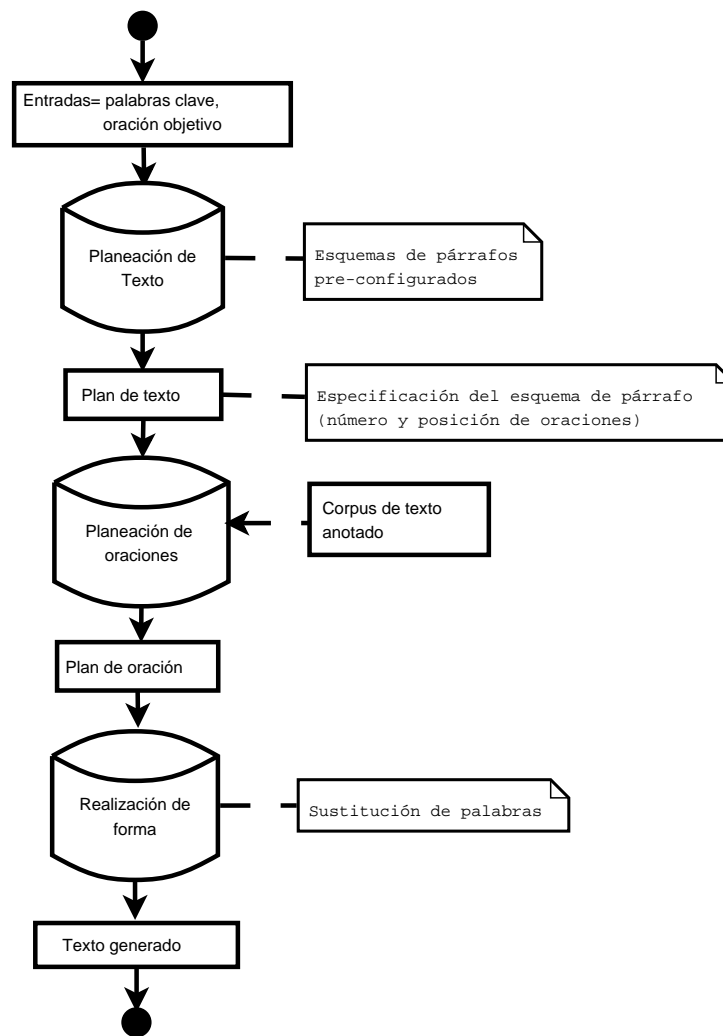 Entradas= palabras clave,
oración objetivo
Planeación de
Texto
Esquemas de párrafos
pre-configurados
Plan de texto
Especificación del esquema de párrafo
(número y posición de oraciones)
Planeación de
oraciones
Corpus de texto
anotado
Plan de oración
Realización de
forma
Sustitución de palabras
Texto generado